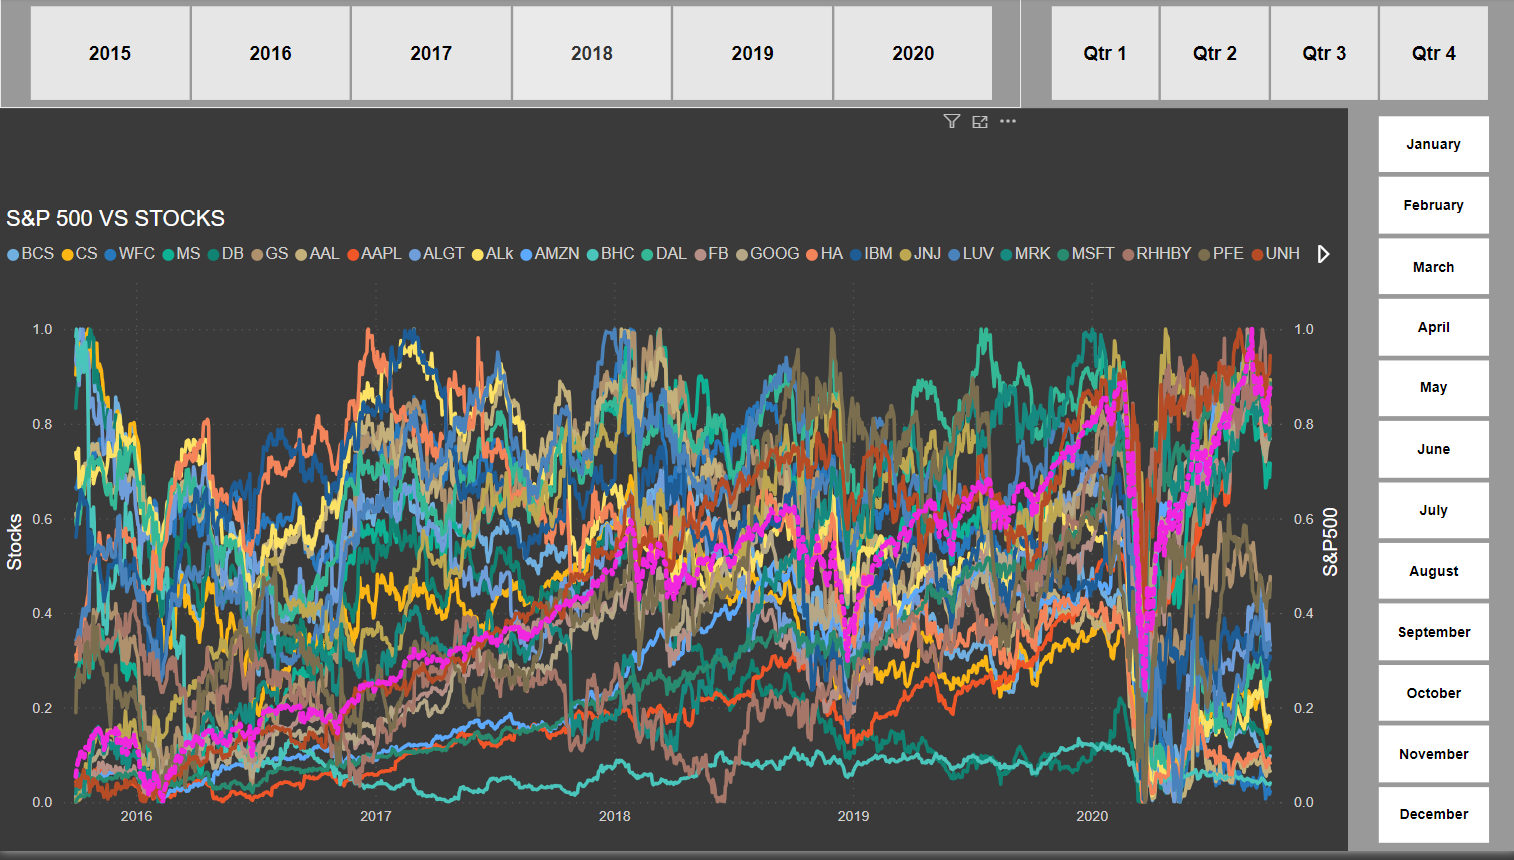 2015 2016 2017 2018 2019 2020 Qtr 1 Qtr 2 Qtr 3 Qtr 4
S&P 500 VS STOCKS
BCS CS WFC MS DB GS AAL AAPL ALGT ALk AMZN BHC DAL FB GOOG HA IBM JNJ LUV MRK MSFT RHHBY PFE UNH
Stocks
1.0
0.8
0.6
0.4
0.2
0.0
2016 2017 2018 2019 2020
1.0
0.8
0.6
0.4
0.2
0.0
S&P500
January
February
March
April
May
June
July
August
September
October
November
December